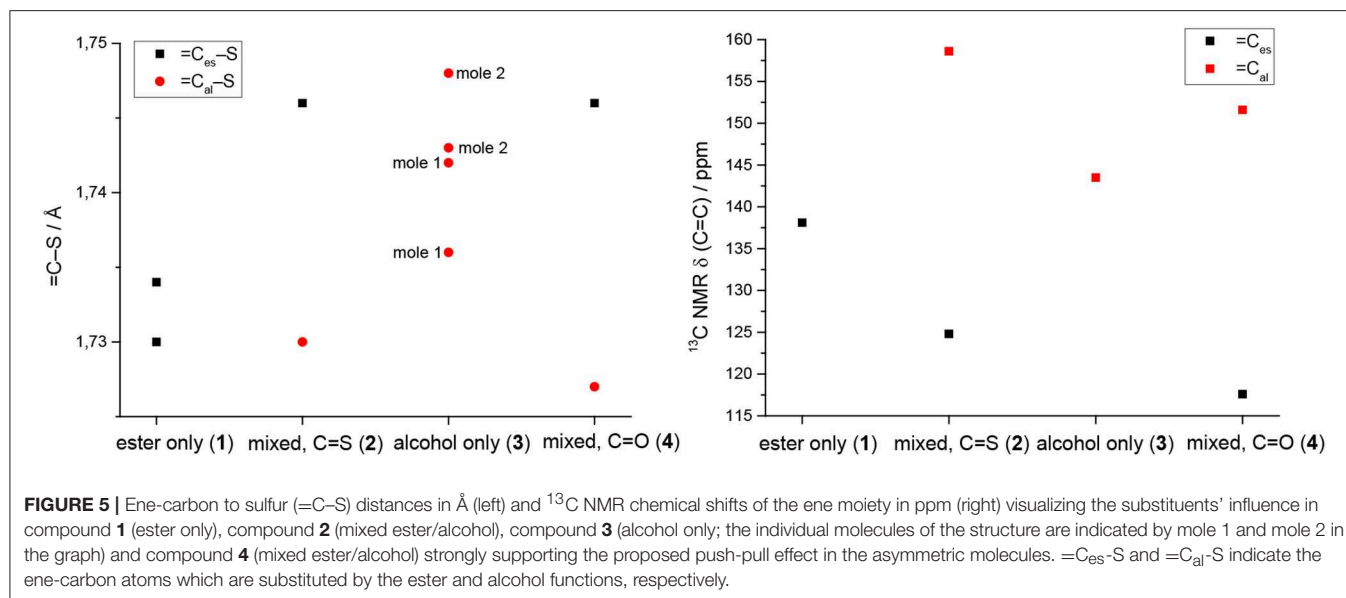 1,75
1,74
1,73
=C–S / Å
=Ces–S
=Cal–S
mole 2
mole 2
mole 1
mole 1
ester only (1) mixed, C=S (2) alcohol only (3) mixed, C=O (4)
160
155
150
145
140
135
130
125
120
115
13C NMR δ (C=C) / ppm
=Ces
=Cal
ester only (1) mixed, C=S (2) alcohol only (3) mixed, C=O (4)
FIGURE 5 | Ene-carbon to sulfur (=C–S) distances in Å (left) and 13C NMR chemical shifts of the ene moiety in ppm (right) visualizing the substituents' influence in
compound 1 (ester only), compound 2 (mixed ester/alcohol), compound 3 (alcohol only; the individual molecules of the structure are indicated by mole 1 and mole 2 in
the graph) and compound 4 (mixed ester/alcohol) strongly supporting the proposed push-pull effect in the asymmetric molecules. =Ces-S and =Cal-S indicate the
ene-carbon atoms which are substituted by the ester and alcohol functions, respectively.